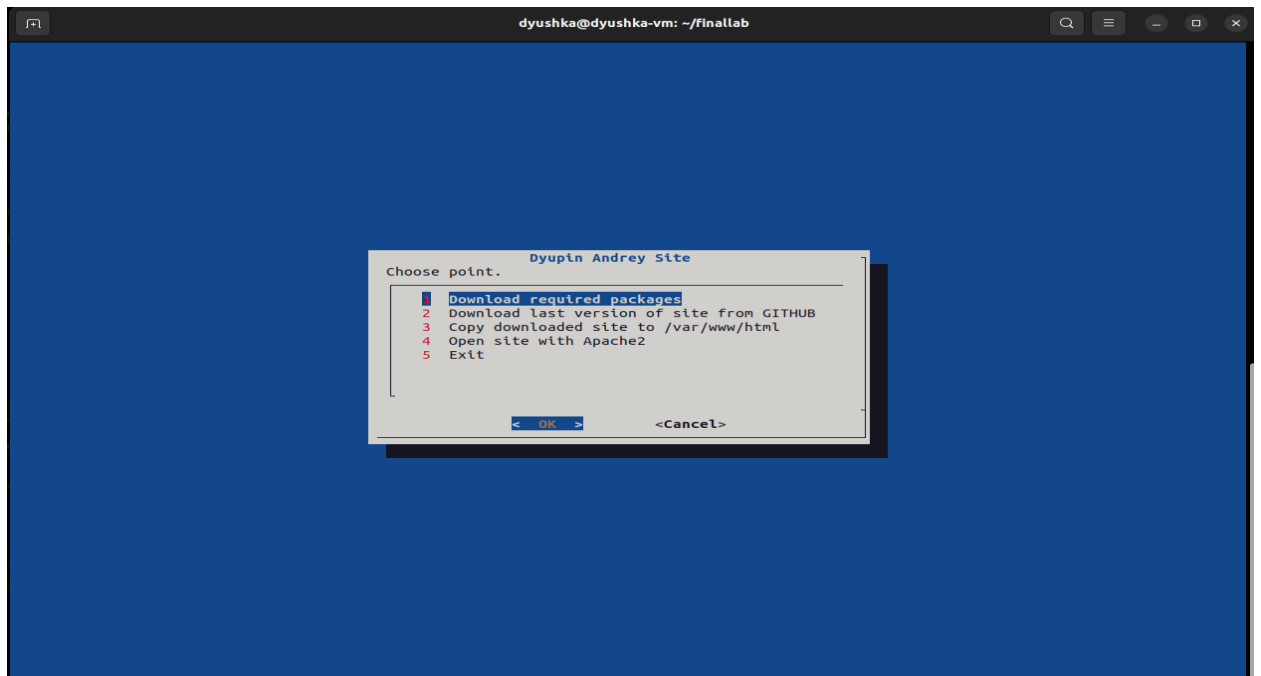 dyushka@dyushka-vm: ~/finallab
Dyupin Andrey Site
Choose point.
1 Download required packages
2 Download last version of site from GITHUB
3 Copy downloaded site to /var/www/html
4 Open site with Apache2
5 Exit
< OK > <Cancel>